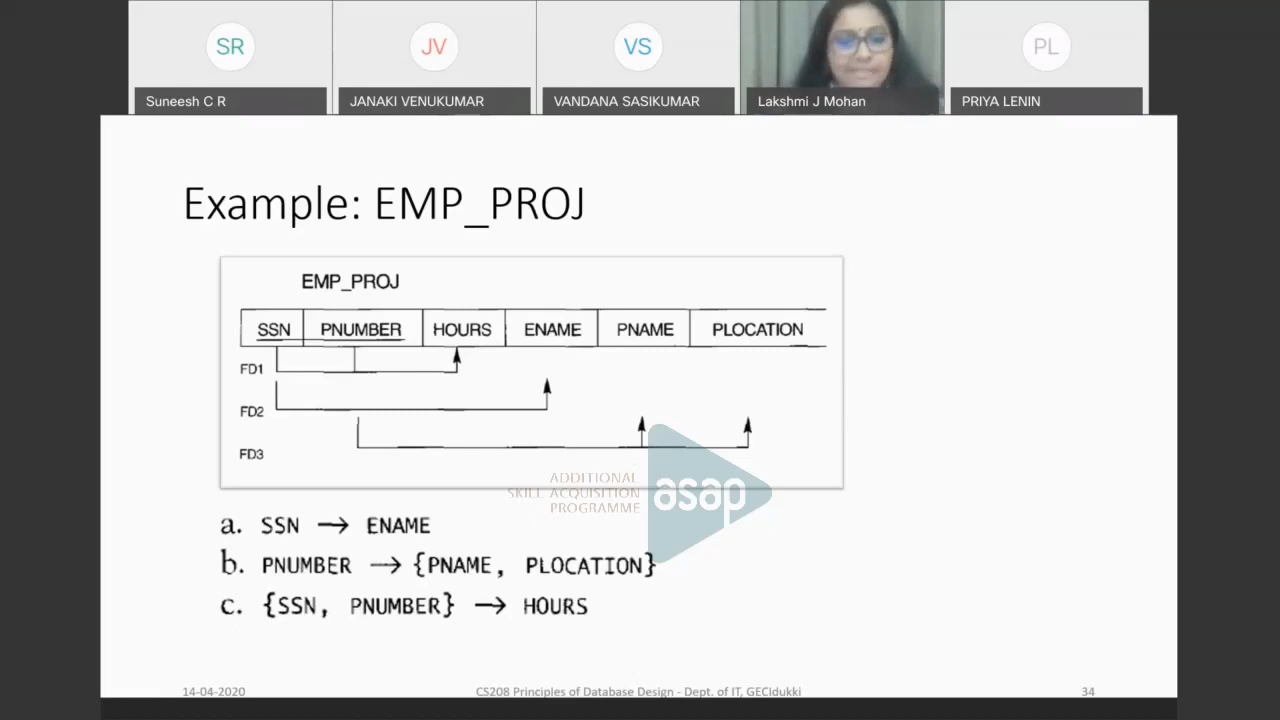 SR
JV
VS
PL
Suneesh C R
JANAKI VENUKUMAR
VANDANA SASIKUMAR
Lakshmi J Mohan
PRIYA LENIN
Example: EMP_PROJ
EMP_PROJ
SSN PNUMBER HOURS ENAME PNAME PLOCATION
FD1
FD2
FD3
ADDITIONAL
SKILL ACQUISITION
PROGRAMME
asap
a. SSN → ENAME
b. PNUMBER → {PNAME, PLOCATION}
c. {SSN, PNUMBER} → HOURS
14-04-2020 CS208 Principles of Database Design - Dept. of IT, GECIdukki 34